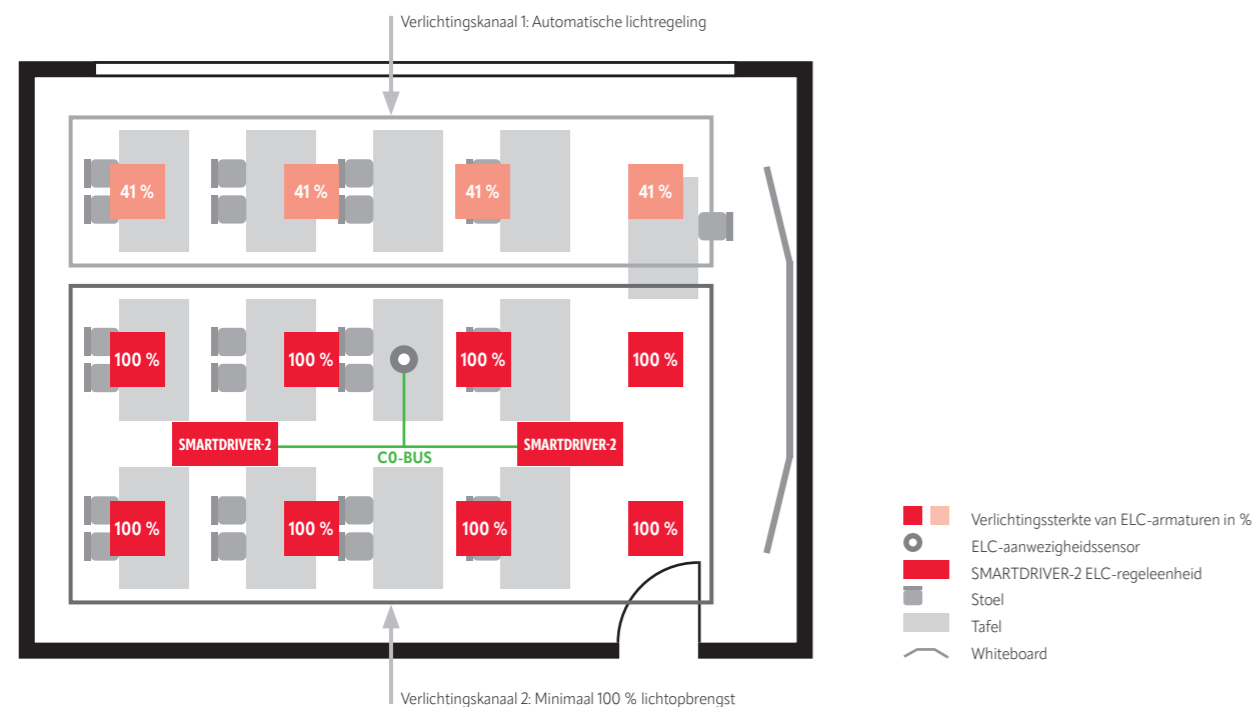 Verlichtingskanaal 1: Automatische lichtregeling
41 %
41 %
41 %
41 %
100 %
100 %
100 %
100 %
SMARTDRIVER-2
SMARTDRIVER-2
C0-BUS
100 %
100 %
100 %
100 %
Verlichtingssterkte van ELC-armaturen in %
ELC-aanwezigheidssensor
SMARTDRIVER-2 ELC-regeleenheid
Stoel
Tafel
Whiteboard
Verlichtingskanaal 2: Minimaal 100 % lichtopbrengst